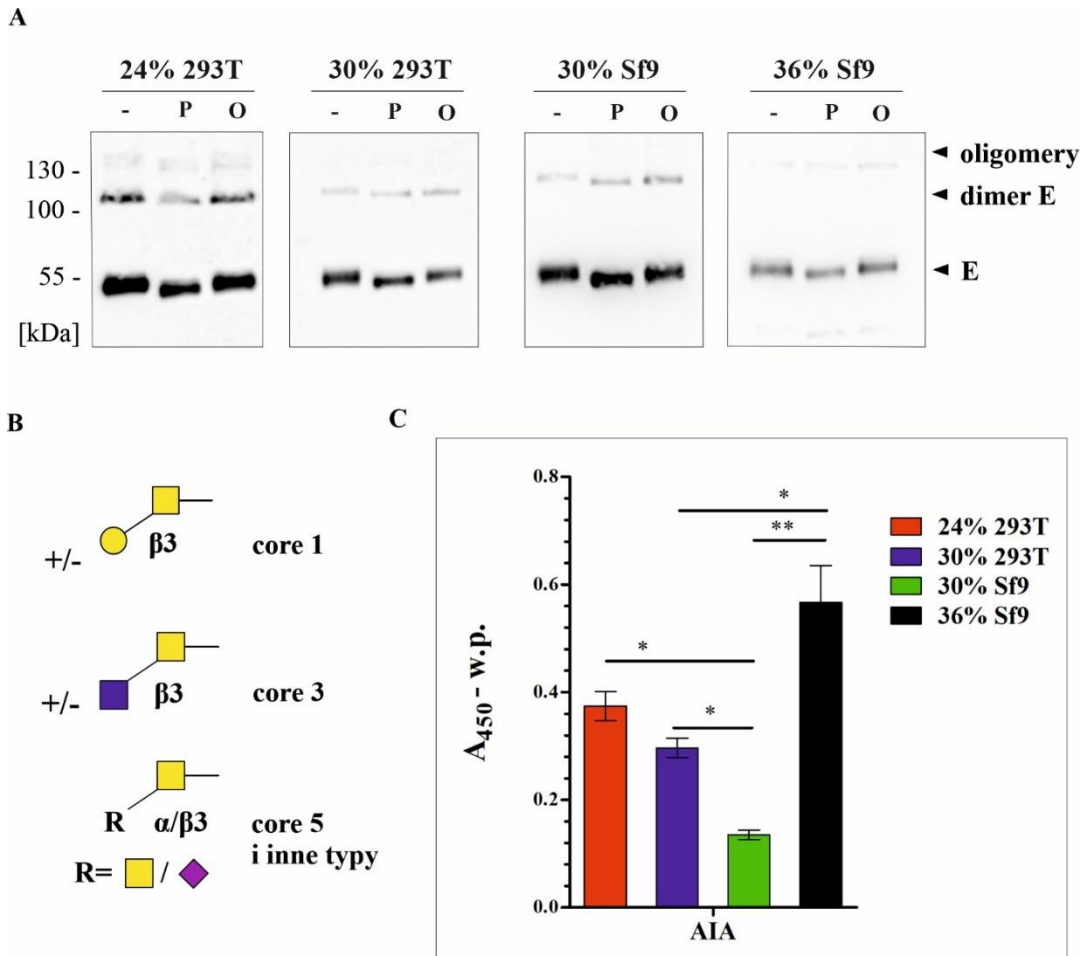 A
24% 293T 30% 293T 30% Sf9 36% Sf9
- P O - P O - P O - P O
130 -
100 -
55 -
[kDa]
oligomery
dimer E
E
B
+/- β3 core 1
+/- β3 core 3
R α/β3 core 5
i inne typy
R= /
C
0.8
0.6
0.4
0.2
0.0
A450- w.p.
*
**
*
*
AIA
24% 293T
30% 293T
30% Sf9
36% Sf9